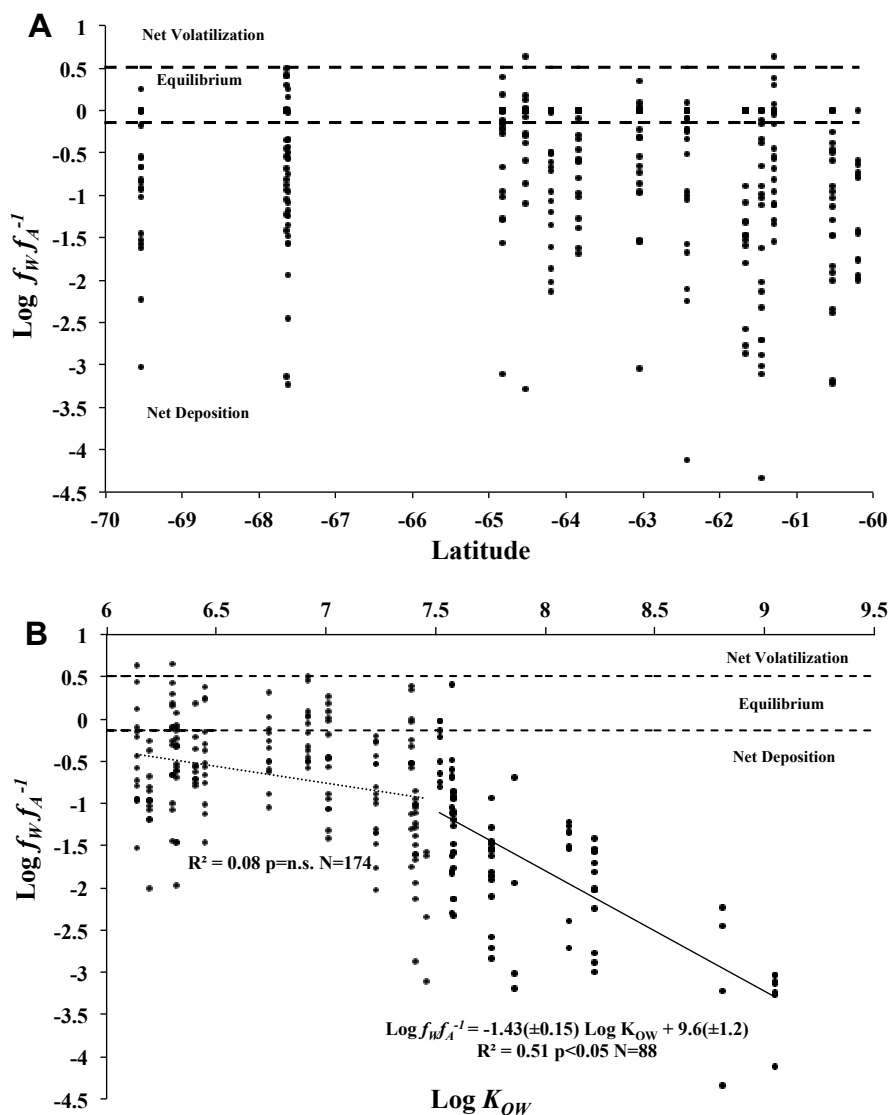 A
Net Volatilization
Equilibrium
Net Deposition
Log f_W f_A^-1
1
0.5
0
-0.5
-1
-1.5
-2
-2.5
-3
-3.5
-4
-4.5
-70 -69 -68 -67 -66 -65 -64 -63 -62 -61 -60
Latitude
6 6.5 7 7.5 8 8.5 9 9.5
B
Net Volatilization
Equilibrium
Net Deposition
Log f_W f_A^-1
1
0.5
0
-0.5
-1
-1.5
-2
-2.5
-3
-3.5
-4
-4.5
R² = 0.08 p=n.s. N=174
Log f_W f_A^-1 = -1.43(±0.15) Log K_OW + 9.6(±1.2)
R² = 0.51 p<0.05 N=88
Log K_OW